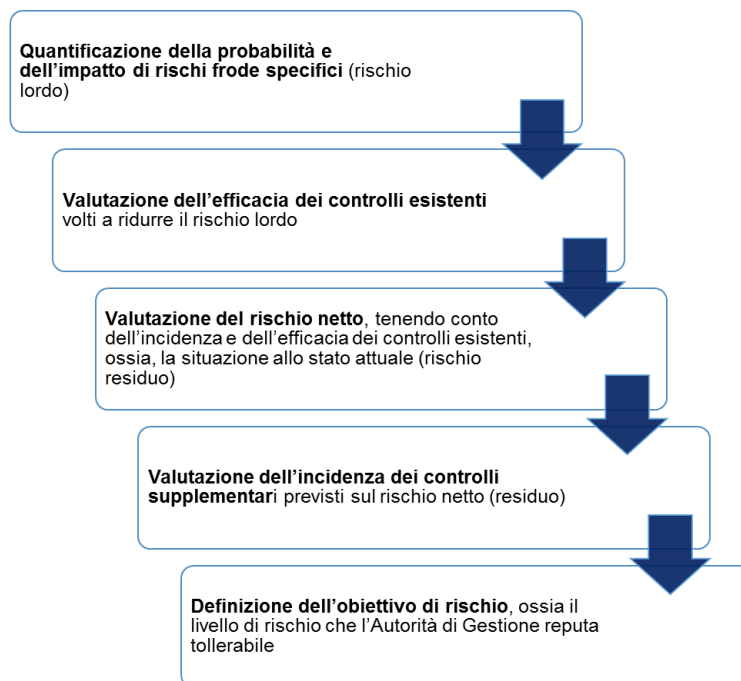 Quantificazione della probabilità e
dell'impatto di rischi frode specifici (rischio
lordo)
Valutazione dell'efficacia dei controlli esistenti
volti a ridurre il rischio lordo
Valutazione del rischio netto, tenendo conto
dell'incidenza e dell'efficacia dei controlli esistenti,
ossia, la situazione allo stato attuale (rischio
residuo)
Valutazione dell'incidenza dei controlli
supplementari previsti sul rischio netto (residuo)
Definizione dell'obiettivo di rischio, ossia il
livello di rischio che l'Autorità di Gestione reputa
tollerabile